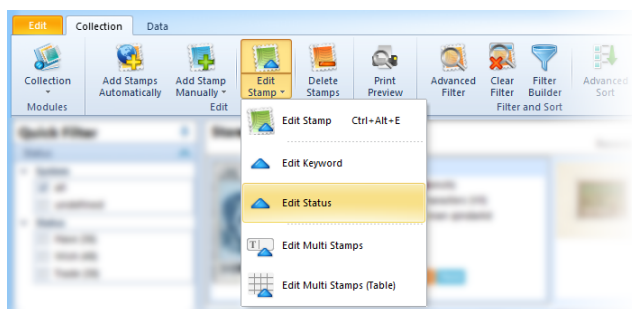 Edit Collection Data
Collection Add Stamps Add Stamp Edit Delete Print Advanced Clear Filter Advanced
Automatically Manually Stamp Stamps Preview Filter Filter Builder Sort
Modules Edit Filter and Sort
Edit Stamp Ctrl+Alt+E
Quick Filter
Edit Keyword
Edit Status
Edit Multi Stamps
Edit Multi Stamps (Table)